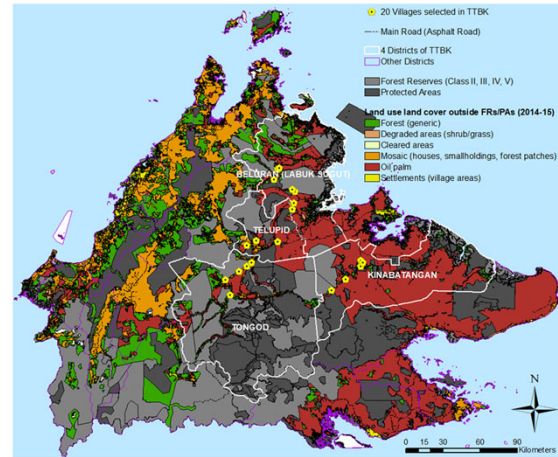 20 Villages selected in TTBK
Main Road (Asphalt Road)
4 Districts of TTBK
Other Districts
Forest Reserves (Class II, III, IV, V)
Protected Areas
Land use land cover outside FRs/PAs (2014-15)
Forest (generic)
Degraded areas (shrub/grass)
Cleared areas
Mosaic (houses, smallholdings, forest patches)
Oil palm
Settlements (village areas)
BELURAN (LABUK SUGUT)
TELUPID
KINABATANGAN
TONGOD
N
0 15 30 60 90
Kilometers